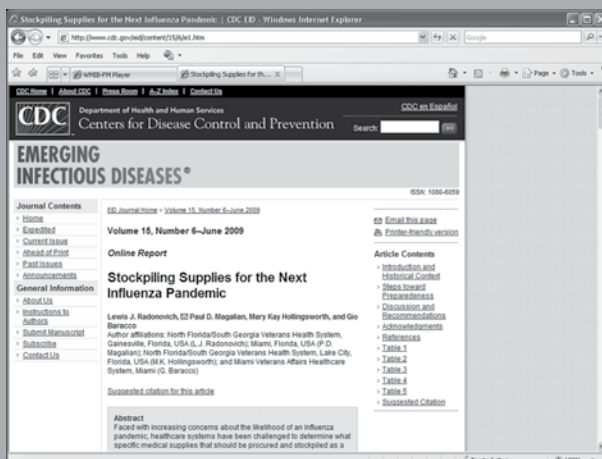 Stockpiling Supplies for the Next Influenza Pandemic | CDC EID - Windows Internet Explorer
http://www.cdc.gov/eid/content/15/6/e1.htm
Google
File Edit View Favorites Tools Help
WMBB-FM Player
Stockpiling Supplies for th...
Page
Tools
CDC Home | About CDC | Press Room | A-Z Index | Contact Us
CDC
Department of Health and Human Services
Centers for Disease Control and Prevention
CDC en Español
Search:
EMERGING
INFECTIOUS DISEASES®
ISSN: 1080-6059
Journal Contents
Home
Expedited
Current Issue
Ahead of Print
Past Issues
Announcements
General Information
About Us
Instructions to
Authors
Submit Manuscript
Subscribe
Contact Us
EID Journal Home > Volume 15, Number 6–June 2009
Volume 15, Number 6–June 2009
Online Report
Stockpiling Supplies for the Next
Influenza Pandemic
Lewis J. Radonovich, Paul D. Magalian, Mary Kay Hollingsworth, and Gio
Baracco
Author affiliations: North Florida/South Georgia Veterans Health System,
Gainesville, Florida, USA (L.J. Radonovich); Miami, Florida, USA (P.D.
Magalian); North Florida/South Georgia Veterans Health System, Lake City,
Florida, USA (M.K. Hollingsworth); and Miami Veterans Affairs Healthcare
System, Miami (G. Baracco)
Suggested citation for this article
Abstract
Faced with increasing concerns about the likelihood of an influenza
pandemic, healthcare systems have been challenged to determine what
specific medical supplies that should be procured and stockpiled as a
Email this page
Printer-friendly version
Article Contents
Introduction and
Historical Context
Steps toward
Preparedness
Discussion and
Recommendations
Acknowledgments
References
Table 1
Table 2
Table 3
Table 4
Table 5
Suggested Citation